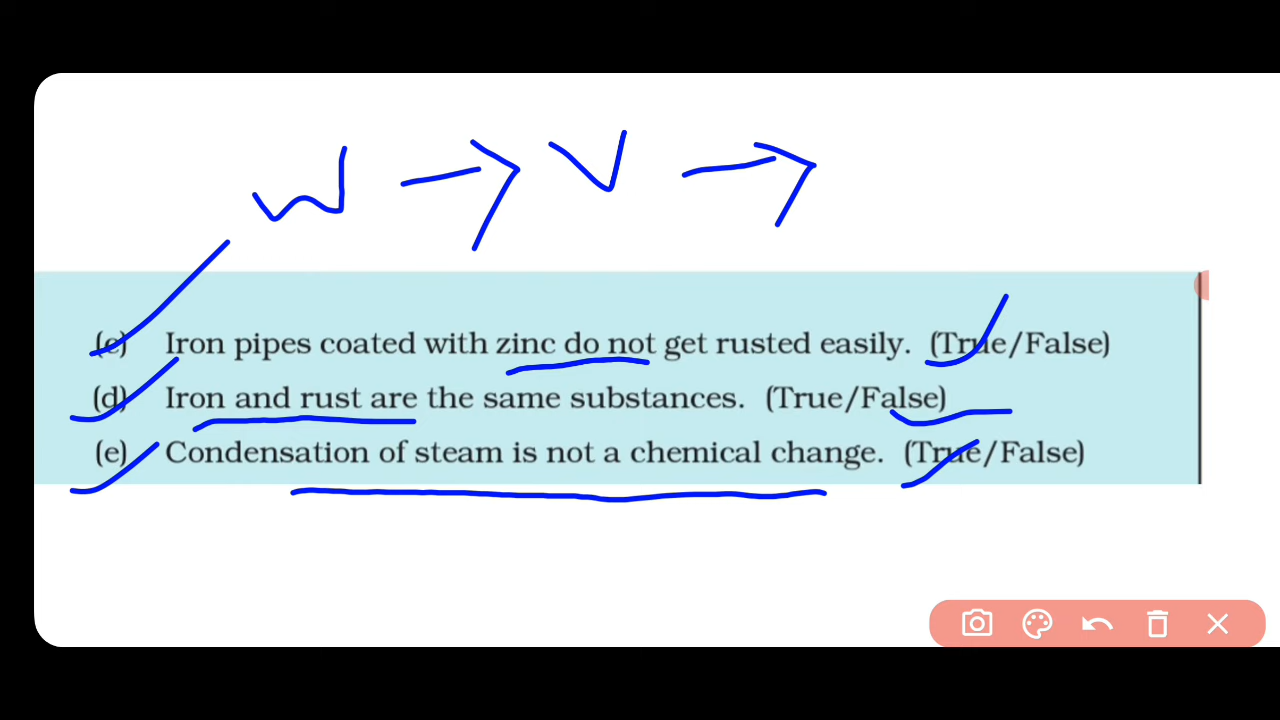 W → V →
(c) Iron pipes coated with zinc do not get rusted easily. (True/False)
(d) Iron and rust are the same substances. (True/False)
(e) Condensation of steam is not a chemical change. (True/False)